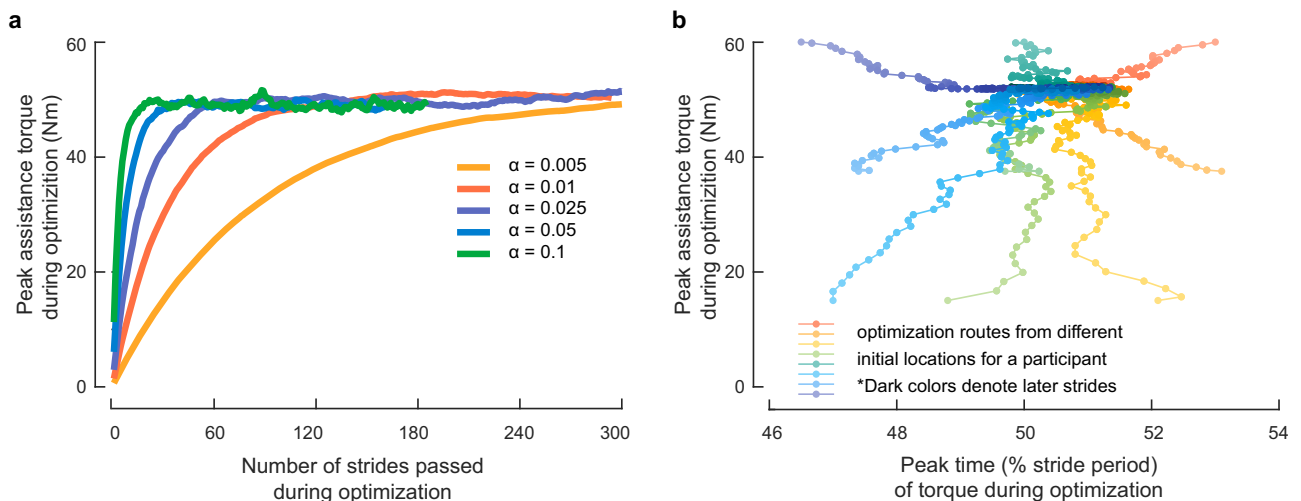 a
Peak assistance torque
during optimization (Nm)
60
40
20
0
α = 0.005
α = 0.01
α = 0.025
α = 0.05
α = 0.1
0 60 120 180 240 300
Number of strides passed
during optimization
b
Peak assistance torque
during optimization (Nm)
60
40
20
0
optimization routes from different
initial locations for a participant
*Dark colors denote later strides
46 48 50 52 54
Peak time (% stride period)
of torque during optimization